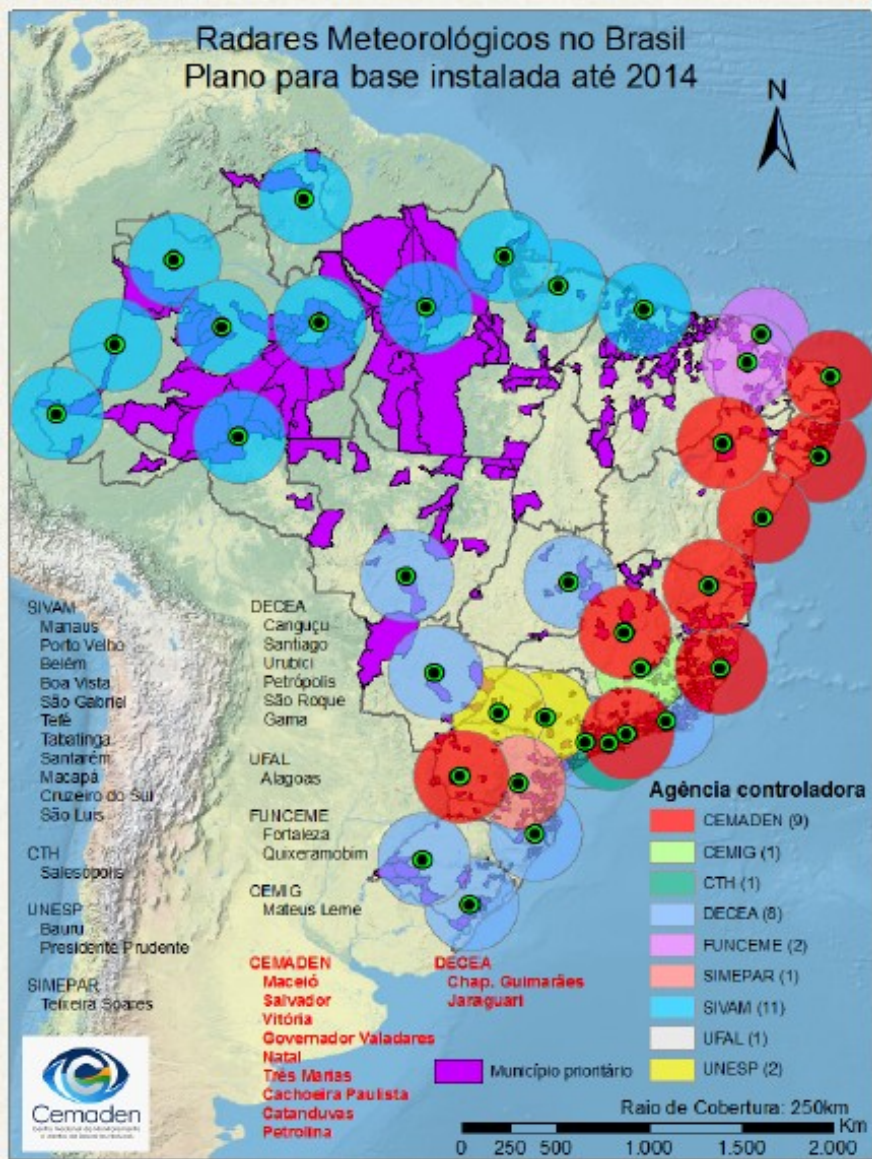 Radares Meteorológicos no Brasil
Plano para base instalada até 2014
N
SIVAM
Manaus
Porto Velho
Belém
Boa Vista
São Gabriel
Tefé
Tabatinga
Santarém
Macapá
Cruzeiro do Sul
São Luis
CTH
Salesópolis
UNESP
Bauru
Presidente Prudente
SIMEPAR
Teixeira Soares
DECEA
Canguçu
Santiago
Urubici
Petrópolis
São Roque
Gama
UFAL
Alagoas
FUNCEME
Fortaleza
Quixeramobim
CEMIG
Mateus Leme
CEMADEN
Maceió
Salvador
Vitória
Governador Valadares
Natal
Três Marias
Cachoeira Paulista
Catanduvas
Petrolina
DECEA
Chap. Guimarães
Jaraguari
Município prioritário
Agência controladora
CEMADEN (9)
CEMIG (1)
CTH (1)
DECEA (8)
FUNCEME (2)
SIMEPAR (1)
SIVAM (11)
UFAL (1)
UNESP (2)
Raio de Cobertura: 250km
Km
0 250 500 1.000 1.500 2.000
Cemaden